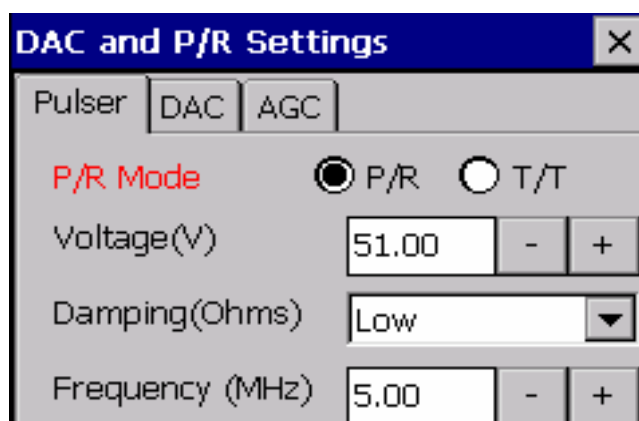 DAC and P/R Settings
Pulser DAC AGC
P/R Mode P/R T/T
Voltage(V) 51.00 - +
Damping(Ohms) Low
Frequency (MHz) 5.00 - +